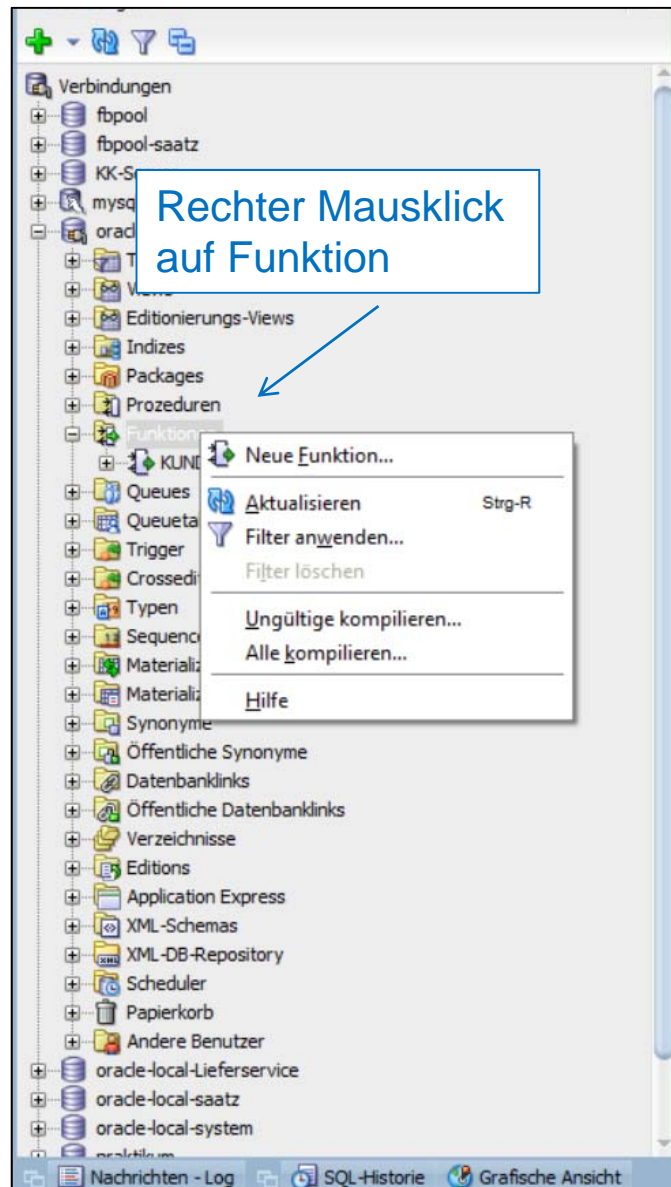 Verbindungen
fbpool
fbpool-saatz
Rechter Mausklick
auf Funktion
Editionierungs-Views
Indizes
Packages
Prozeduren
Funktionen
Neue Funktion...
Queues
Aktualisieren Strg-R
Filter anwenden...
Trigger
Filter löschen
Typen
Ungültige kompilieren...
Alle kompilieren...
Hilfe
Synonyme
Öffentliche Synonyme
Datenbanklinks
Öffentliche Datenbanklinks
Verzeichnisse
Editions
Application Express
XML-Schemas
XML-DB-Repository
Scheduler
Papierkorb
Andere Benutzer
oracle-local-Lieferservice
oracle-local-saatz
oracle-local-system
praktikum
Nachrichten - Log SQL-Historie Grafische Ansicht